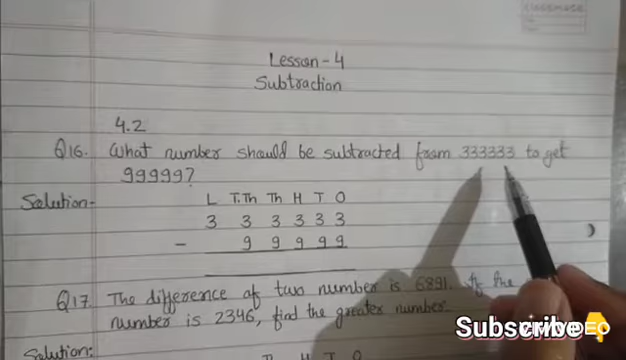 Lesson-4
Subtraction
4.2
Q16. What number should be subtracted from 333333 to get
99999?
Solution- L T.Th Th H T O
3 3 3 3 3 3
- 9 9 9 9 9
Q17. The difference of two number is 6891. If the
number is 2346, find the greater number.
Subscribe
Solution:
Th H T O